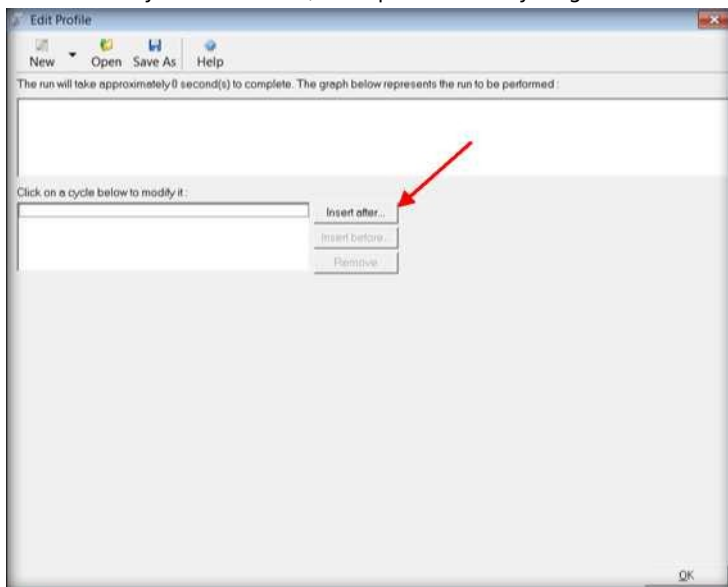 Edit Profile
New Open Save As Help
The run will take approximately 0 second(s) to complete. The graph below represents the run to be performed :
Click on a cycle below to modify it :
Insert after...
Insert before...
Remove
OK